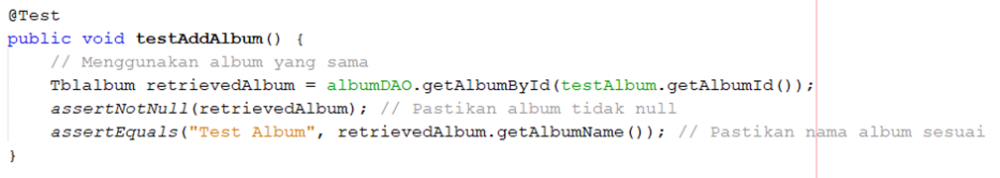 @Test
public void testAddAlbum() {
    // Menggunakan album yang sama
    Tblalbum retrievedAlbum = albumDAO.getAlbumById(testAlbum.getAlbumId());
    assertNotNull(retrievedAlbum); // Pastikan album tidak null
    assertEquals("Test Album", retrievedAlbum.getAlbumName()); // Pastikan nama album sesuai
}